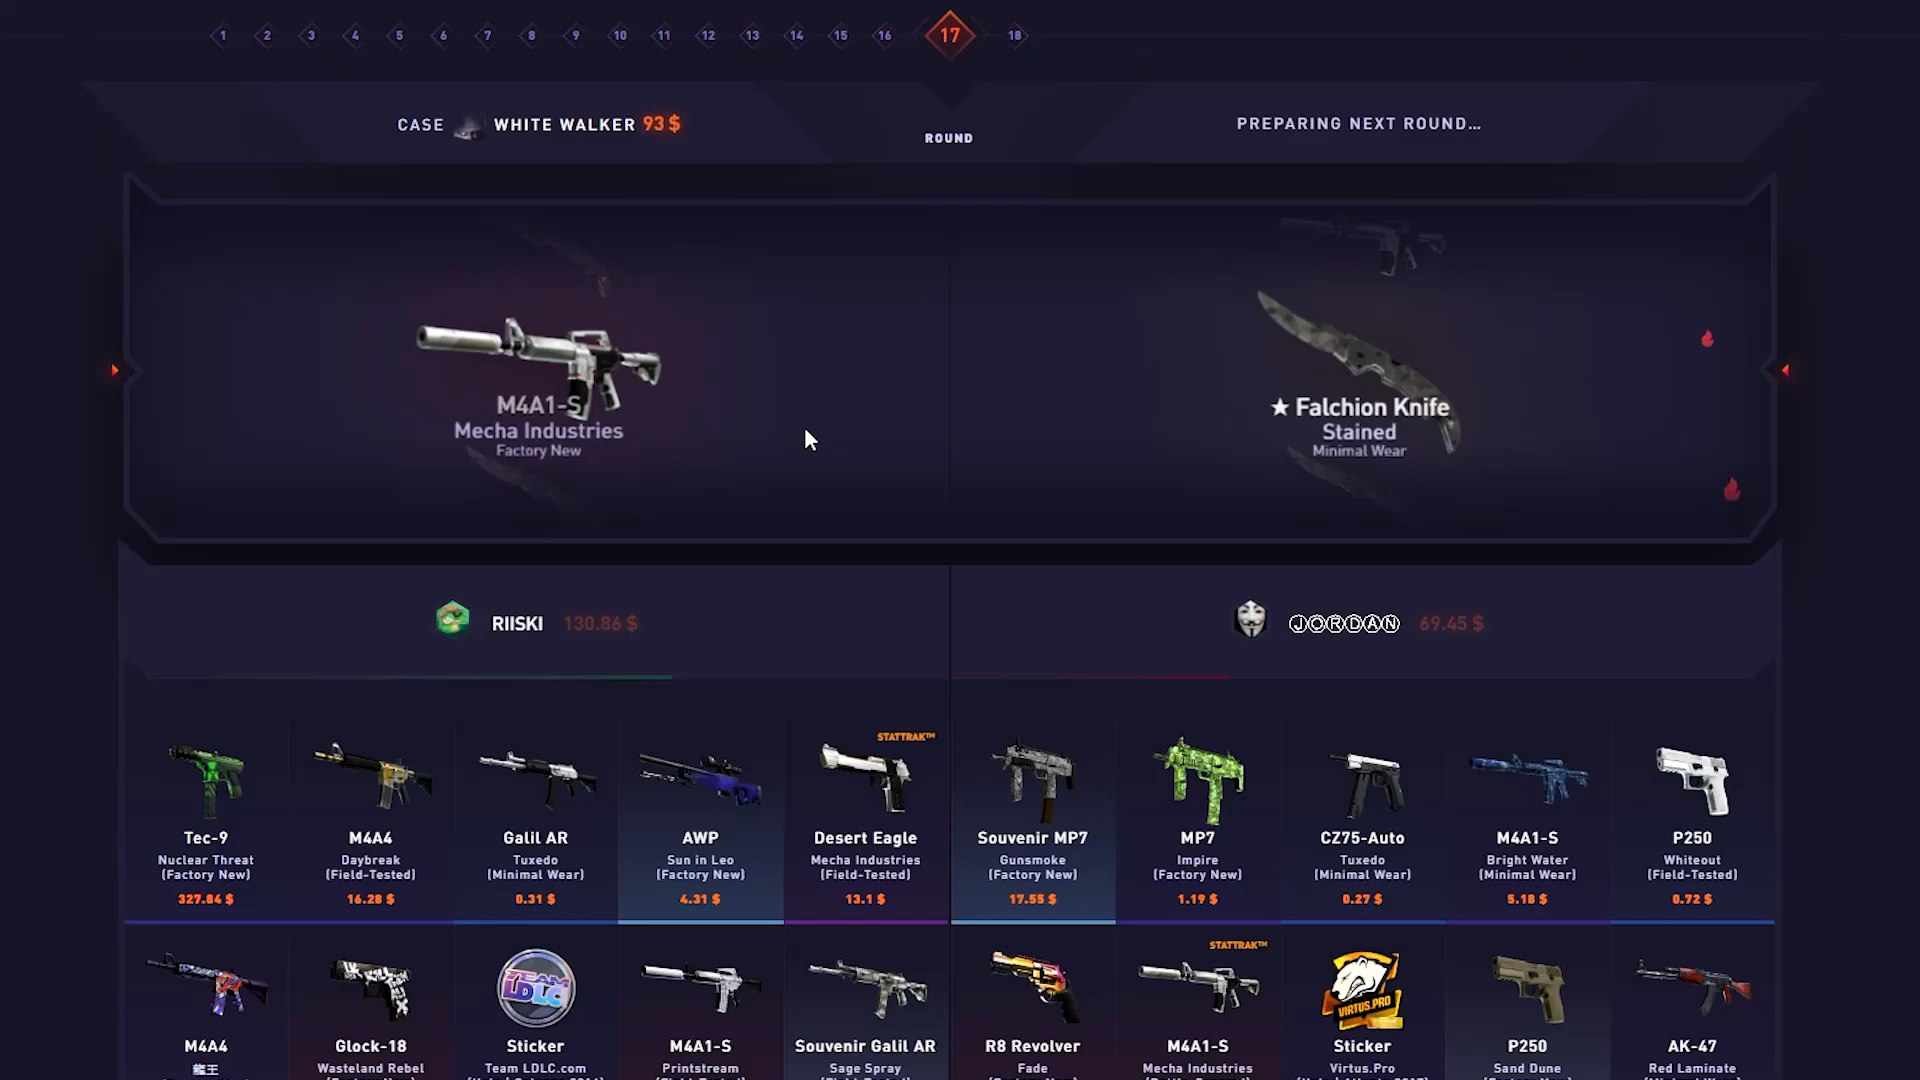 1 2 3 4 5 6 7 8 9 10 11 12 13 14 15 16 17 18
CASE WHITE WALKER 93 $
ROUND
PREPARING NEXT ROUND...
M4A1-S
Mecha Industries
Factory New
★ Falchion Knife
Stained
Minimal Wear
RIISKI 130.86 $
ⒿⓄⓇⒹⒶⓃ 69.45 $
Tec-9
Nuclear Threat
(Factory New)
327.84 $
M4A4
Daybreak
(Field-Tested)
16.28 $
Galil AR
Tuxedo
(Minimal Wear)
0.31 $
AWP
Sun in Leo
(Factory New)
4.31 $
STATTRAK™
Desert Eagle
Mecha Industries
(Field-Tested)
13.1 $
Souvenir MP7
Gunsmoke
(Factory New)
17.55 $
MP7
Impire
(Factory New)
1.19 $
CZ75-Auto
Tuxedo
(Minimal Wear)
0.27 $
M4A1-S
Bright Water
(Minimal Wear)
5.18 $
P250
Whiteout
(Field-Tested)
0.72 $
M4A4
龍王
Glock-18
Wasteland Rebel
TEAM
LDLC
Sticker
Team LDLC.com
M4A1-S
Printstream
Souvenir Galil AR
Sage Spray
R8 Revolver
Fade
STATTRAK™
M4A1-S
Mecha Industries
VIRTUS.PRO
Sticker
Virtus.Pro
P250
Sand Dune
AK-47
Red Laminate